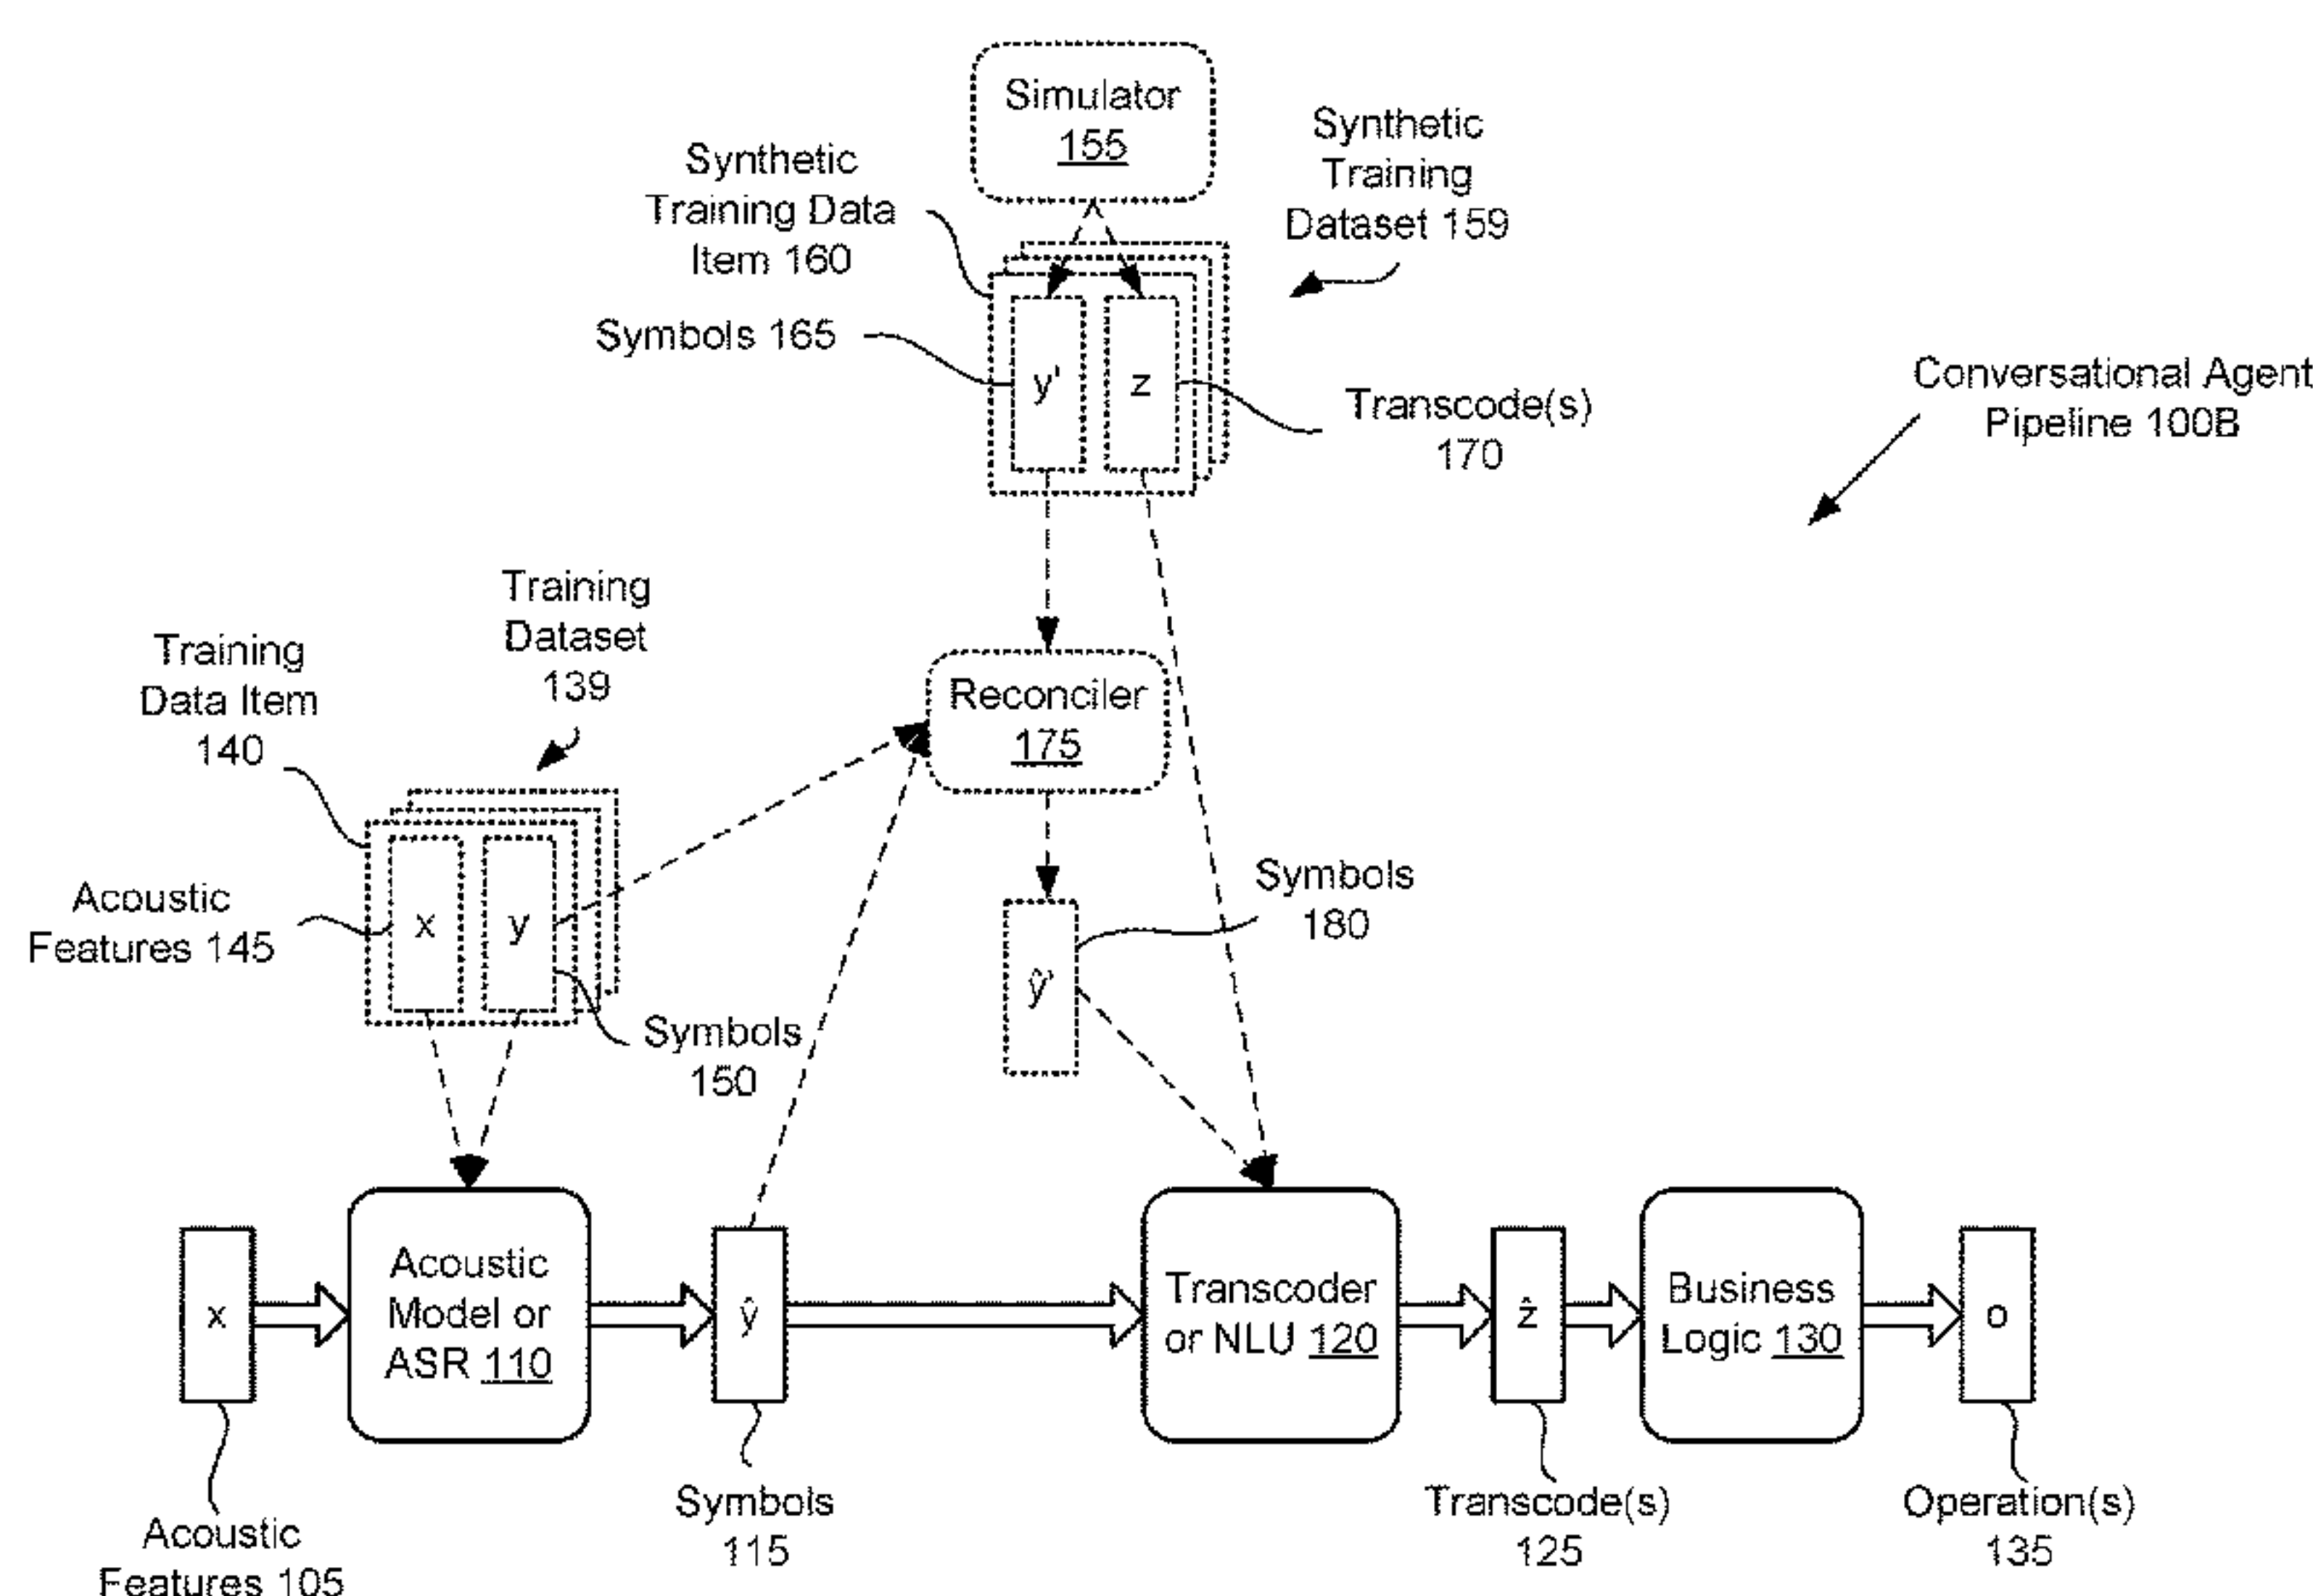 Simulator
155
Synthetic
Training Data
Item 160
Synthetic
Training
Dataset 159
Symbols 165
y'
z
Transcode(s)
170
Conversational Agent
Pipeline 100B
Training
Dataset
139
Training
Data Item
140
Reconciler
175
Acoustic
Features 145
x
y
Symbols
150
Symbols
180
ŷ'
x
Acoustic
Model or
ASR 110
ŷ
Transcoder
or NLU 120
ẑ
Business
Logic 130
o
Acoustic
Features 105
Symbols
115
Transcode(s)
125
Operation(s)
135